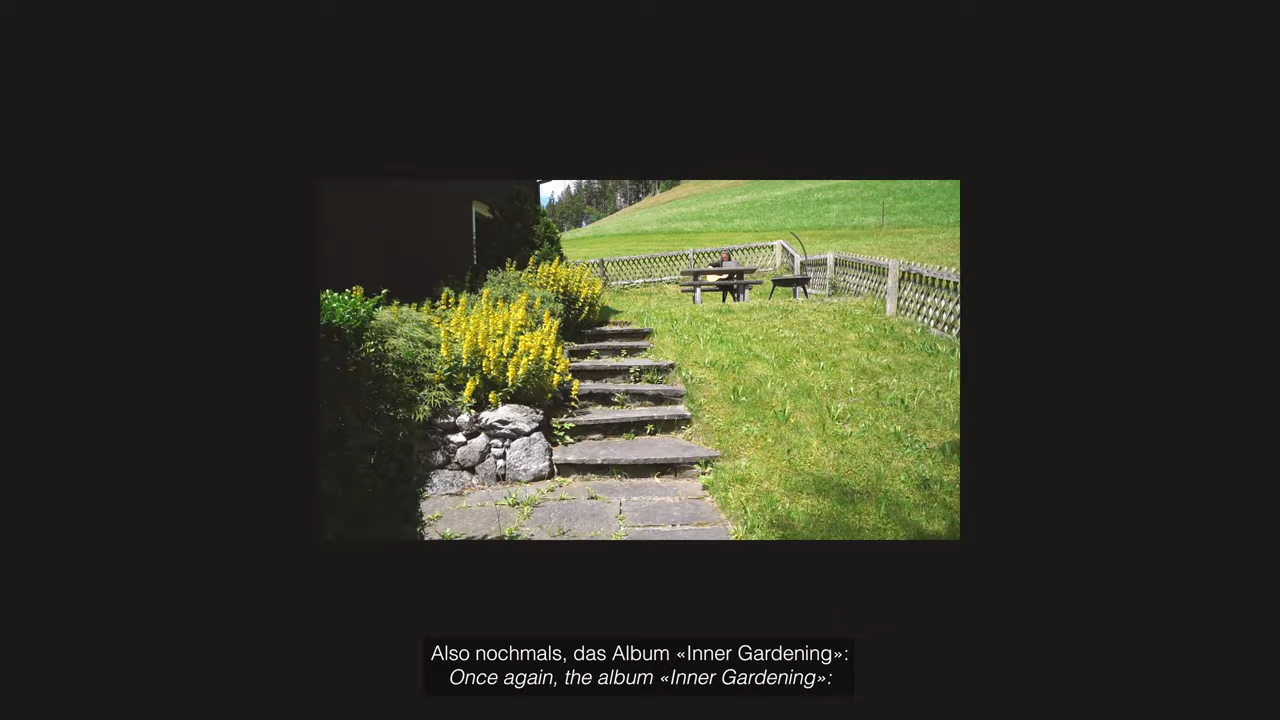 Also nochmals, das Album «Inner Gardening»:
Once again, the album «Inner Gardening»: